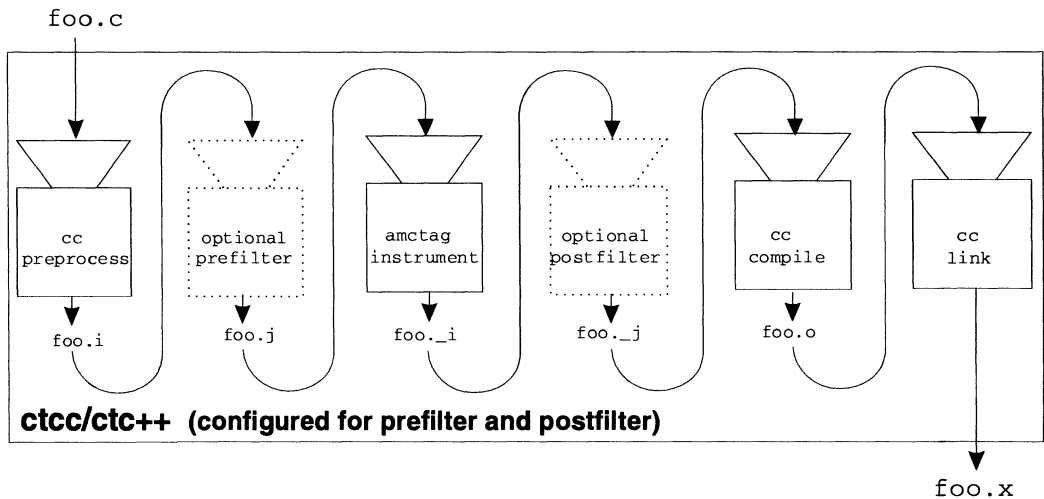 foo.c
cc
preprocess
optional
prefilter
amctag
instrument
optional
postfilter
cc
compile
cc
link
foo.i
foo.j
foo._i
foo._j
foo.o
ctcc/ctc++ (configured for prefilter and postfilter)
foo.x